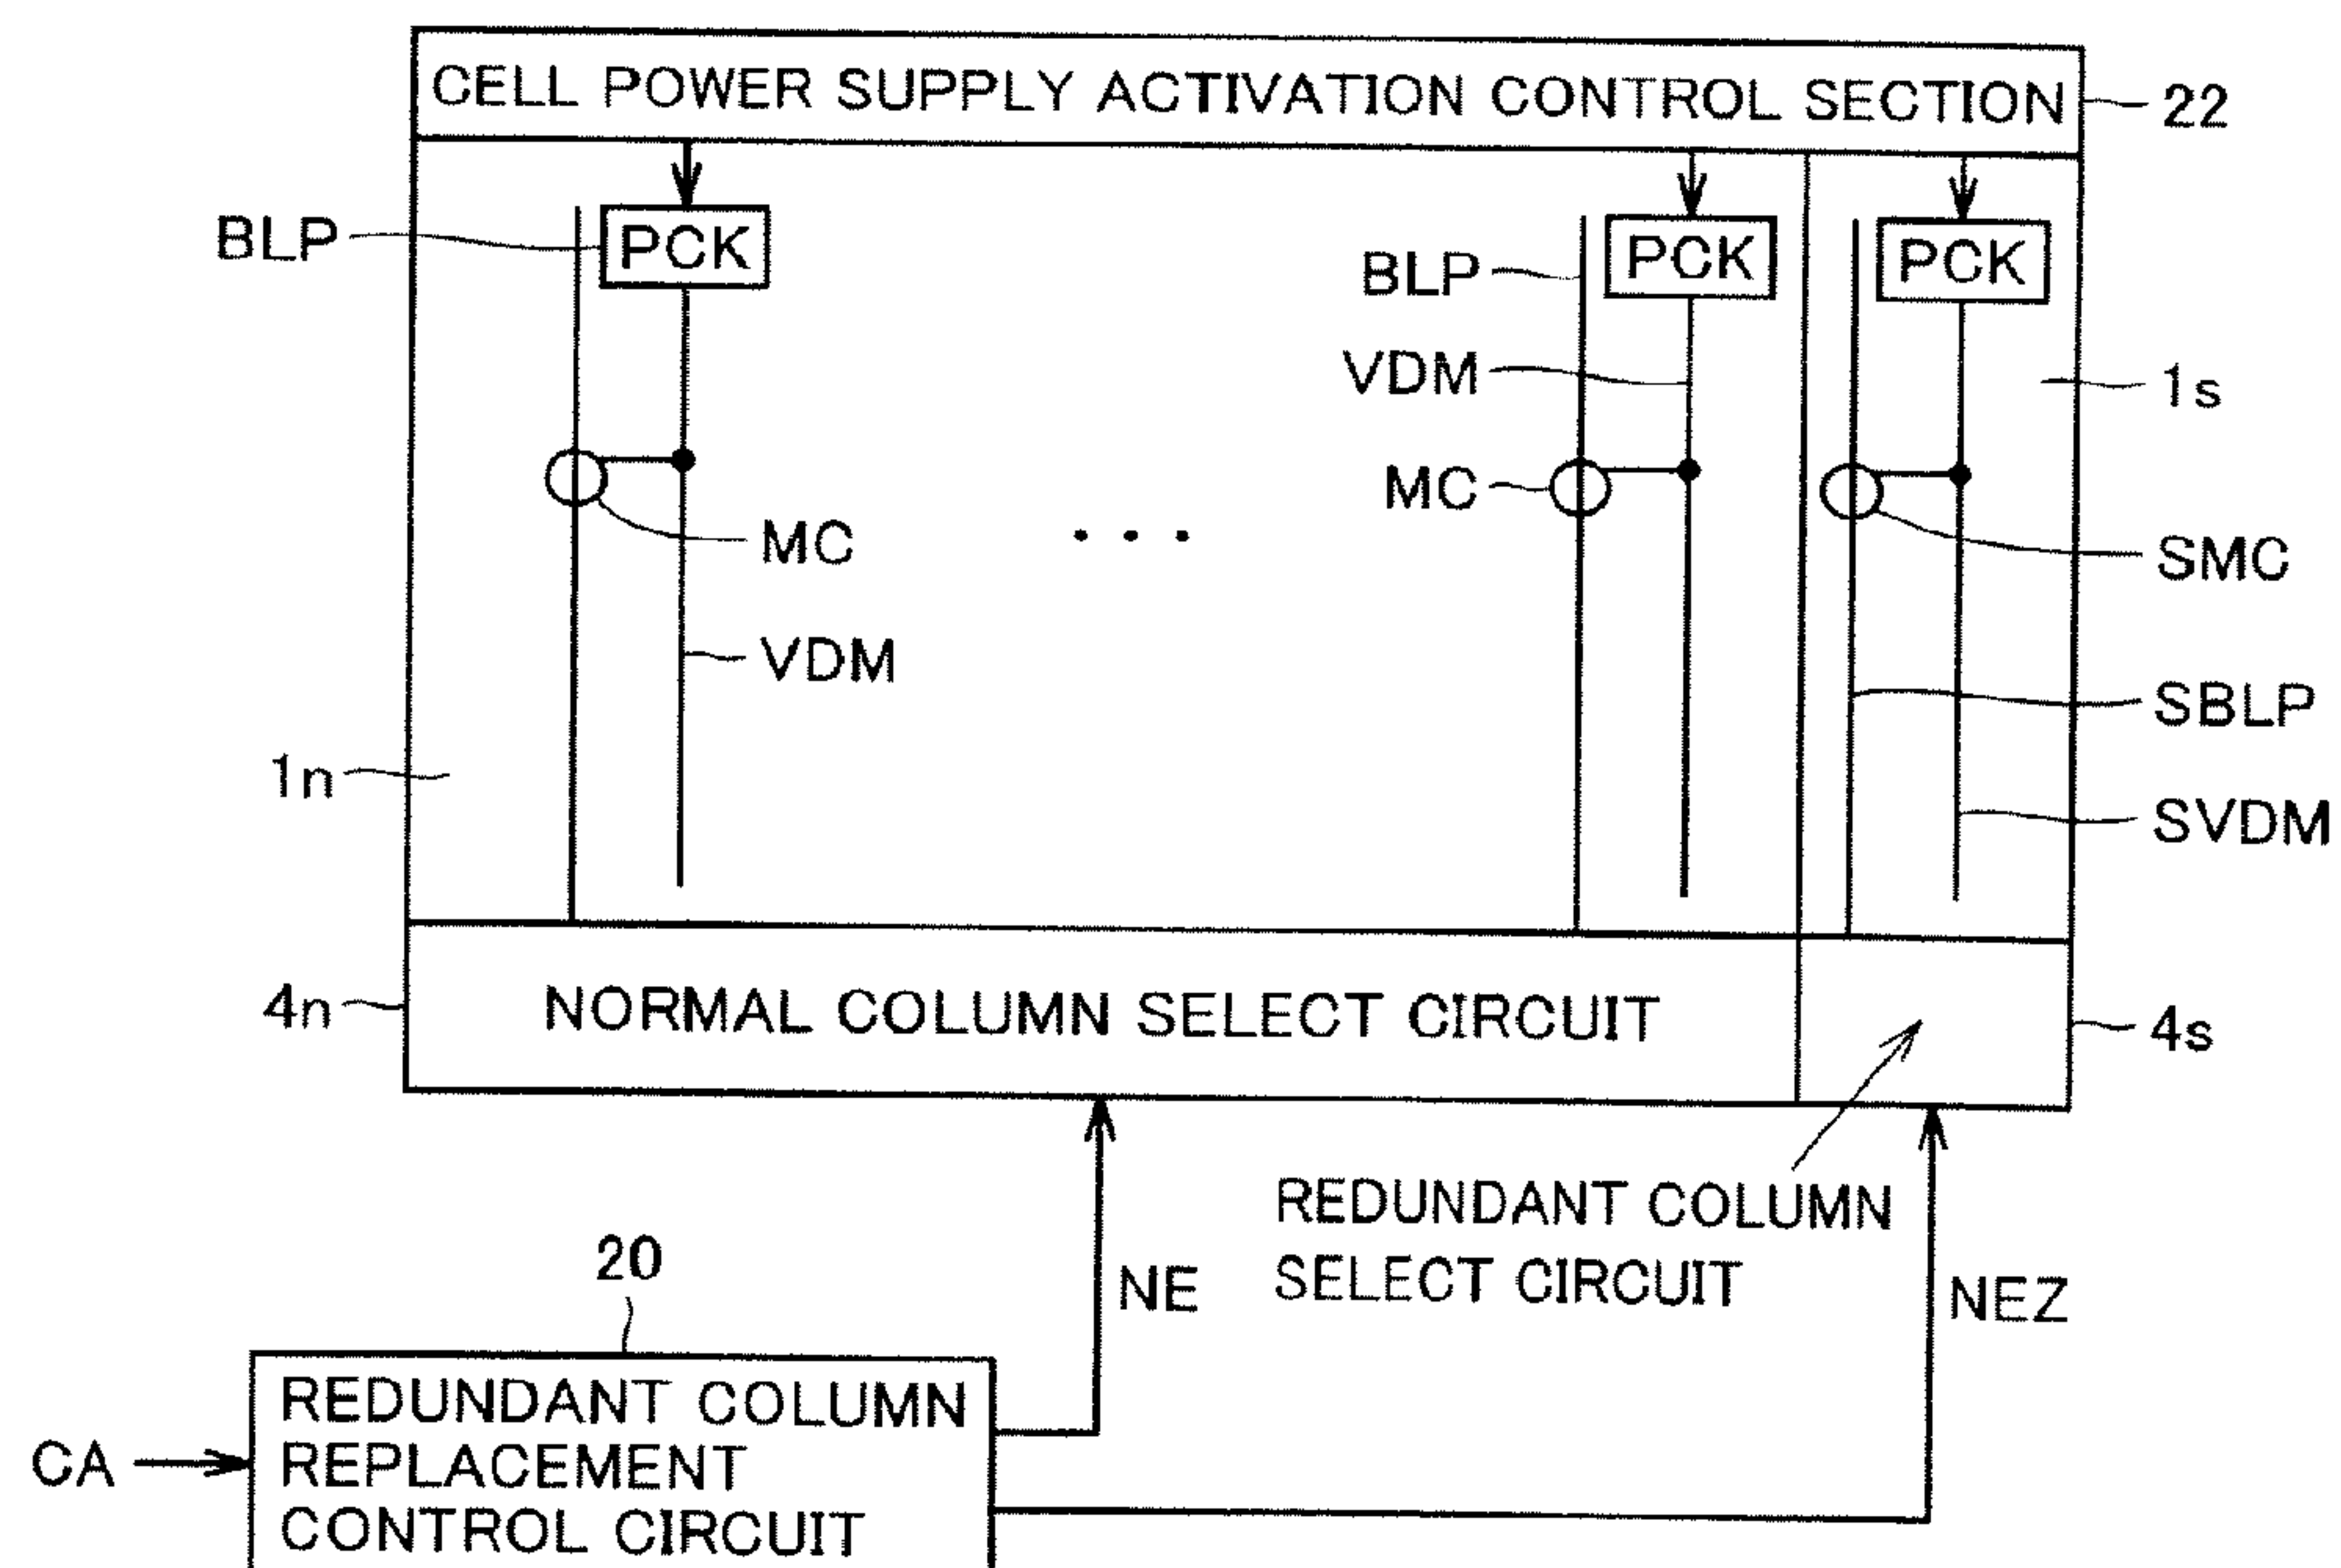 CELL POWER SUPPLY ACTIVATION CONTROL SECTION
22
BLP
PCK
BLP
PCK
PCK
VDM
1s
MC
MC
SMC
VDM
SBLP
1n
SVDM
4n
NORMAL COLUMN SELECT CIRCUIT
4s
REDUNDANT COLUMN
SELECT CIRCUIT
NE
NEZ
20
REDUNDANT COLUMN
REPLACEMENT
CONTROL CIRCUIT
CA
. . .